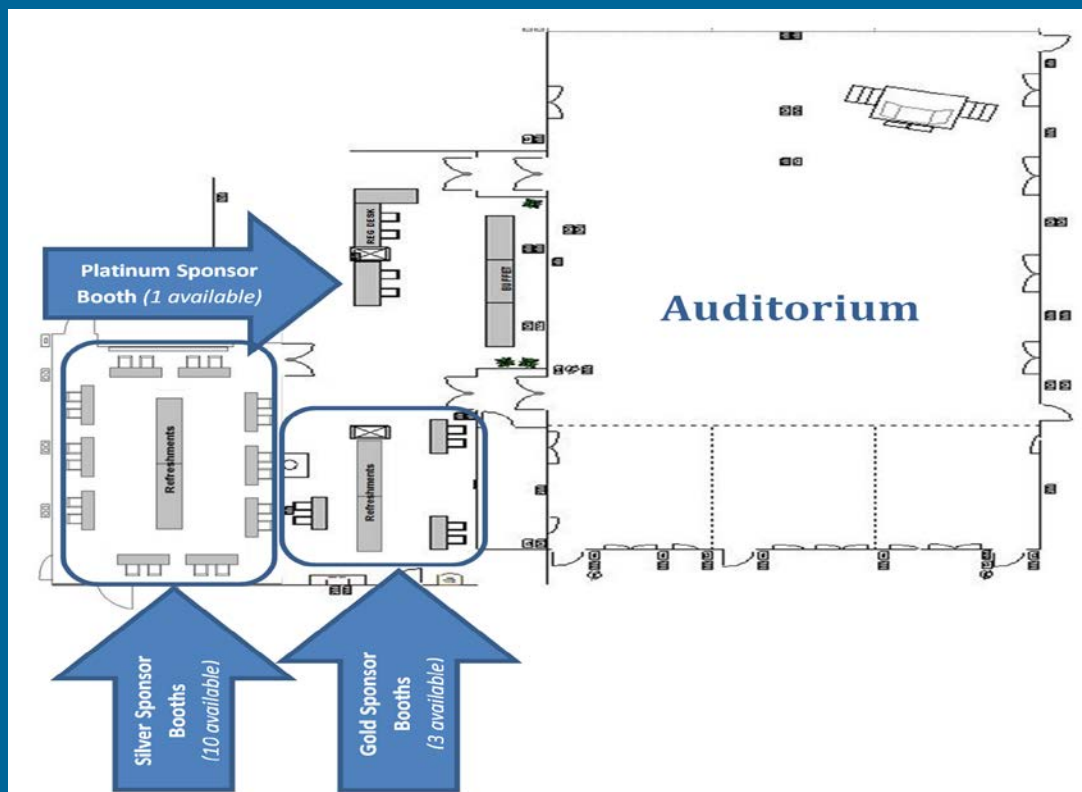 REG DESK
BUFFET
Platinum Sponsor
Booth (1 available)
Auditorium
Refreshments
Refreshments
Silver Sponsor
Booths
(10 available)
Gold Sponsor
Booths
(3 available)